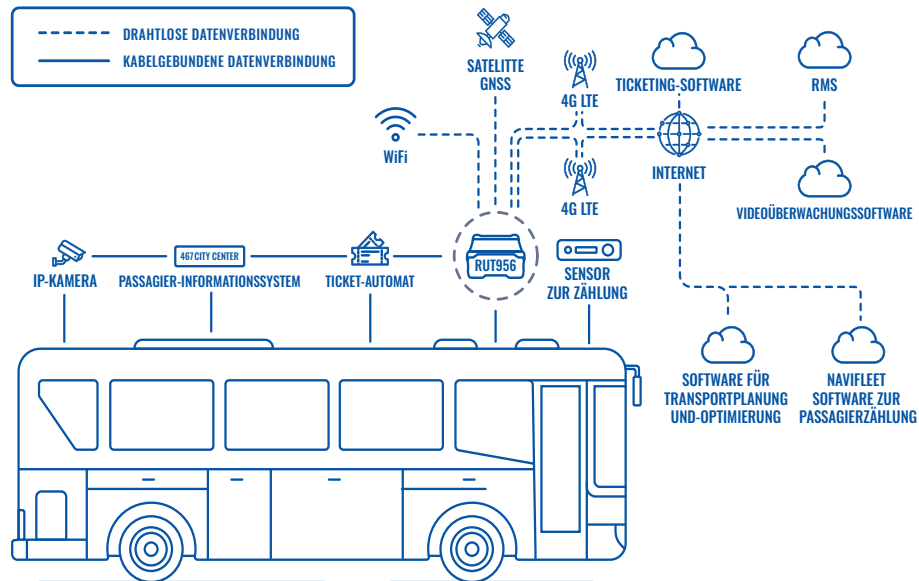 DRAHTLOSE DATENVERBINDUNG
KABELGEBUNDENE DATENVERBINDUNG
SATELITTE
GNSS
4G LTE
TICKETING-SOFTWARE
RMS
WiFi
INTERNET
4G LTE
VIDEOÜBERWACHUNGSSOFTWARE
467 CITY CENTER
RUT956
IP-KAMERA
PASSAGIER-INFORMATIONSSYSTEM
TICKET-AUTOMAT
SENSOR
ZUR ZÄHLUNG
SOFTWARE FÜR
TRANSPORTPLANUNG
UND-OPTIMIERUNG
NAVIFLEET
SOFTWARE ZUR
PASSAGIERZÄHLUNG